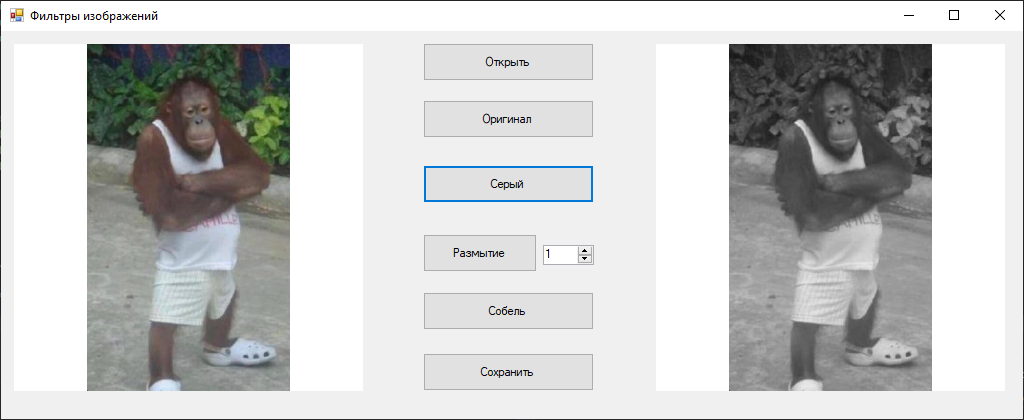 Фильтры изображений
Открыть
Оригинал
Серый
Размытие 1
Собель
Сохранить